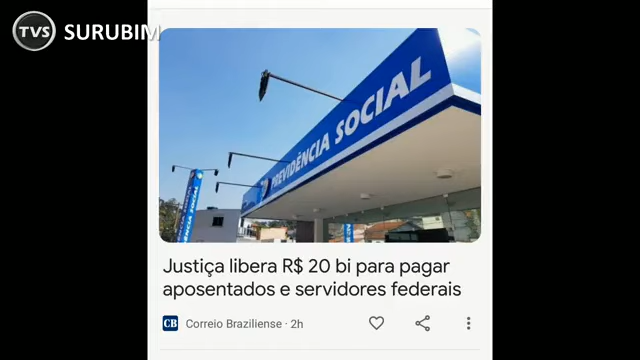 TVS SURUBIM
PREVIDÊNCIA SOCIAL
Justiça libera R$ 20 bi para pagar
aposentados e servidores federais
CB Correio Braziliense · 2h